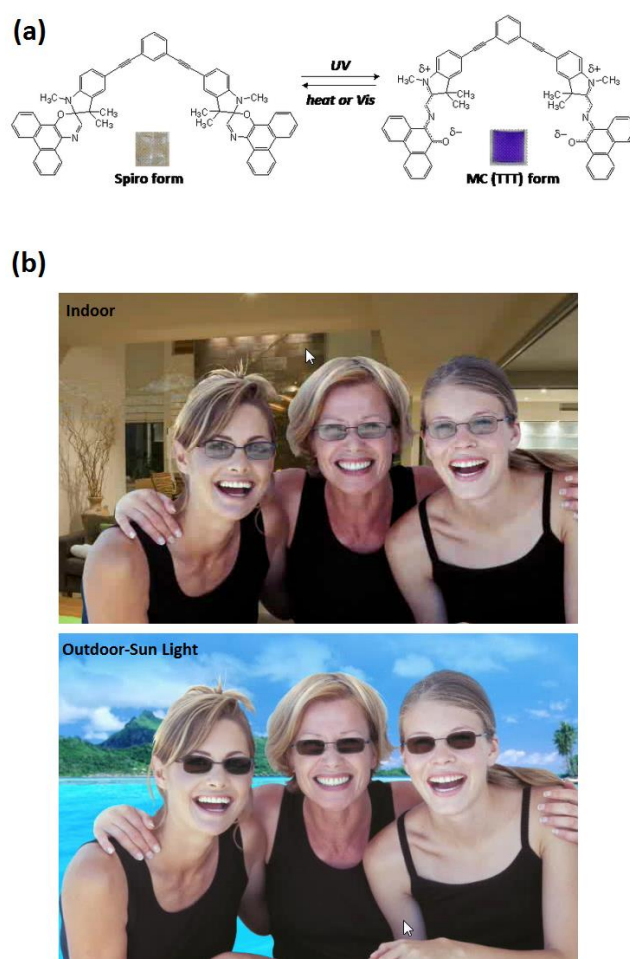 (a)
UV
heat or Vis
δ+
δ+
N—CH₃
N—CH₃
H₃C
CH₃
H₃C
CH₃
O
N
O
N
H₃C—N
CH₃
CH₃
H₃C
H₃C
N—CH₃
N
δ−
O
N
δ−
O
Spiro form
MC (TTT) form
(b)
Indoor
Outdoor-Sun Light